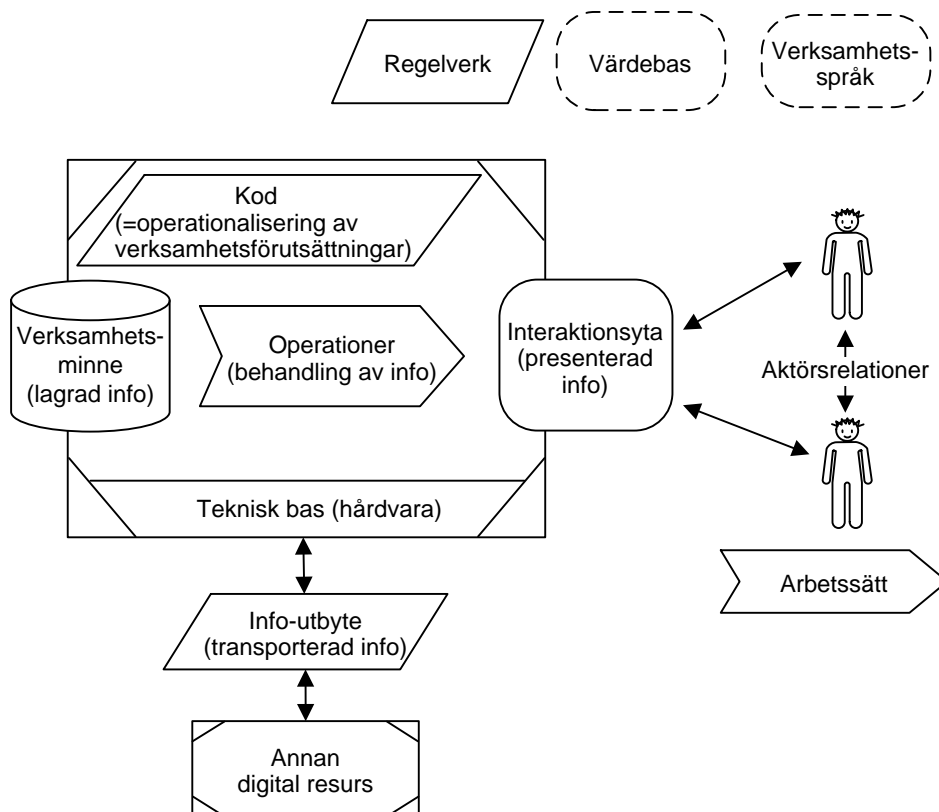 Regelverk
Värdebas
Verksamhets-
språk
Kod
(=operationalisering av
verksamhetsförutsättningar)
Verksamhets-
minne
(lagrad info)
Operationer
(behandling av info)
Interaktionsyta
(presenterad
info)
Aktörsrelationer
Teknisk bas (hårdvara)
Arbetssätt
Info-utbyte
(transporterad info)
Annan
digital resurs